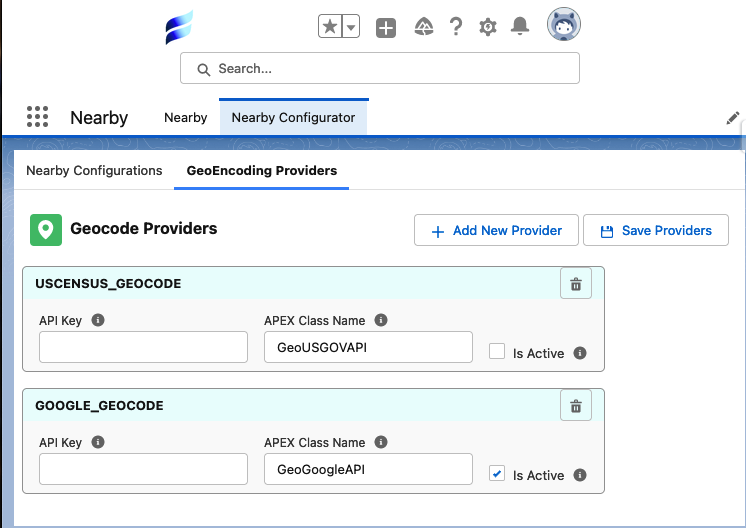 Search...
Nearby
Nearby
Nearby Configurator
Nearby Configurations
GeoEncoding Providers
Geocode Providers
Add New Provider
Save Providers
USCENSUS_GEOCODE
API Key
APEX Class Name
GeoUSGOVAPI
Is Active
GOOGLE_GEOCODE
API Key
APEX Class Name
GeoGoogleAPI
Is Active